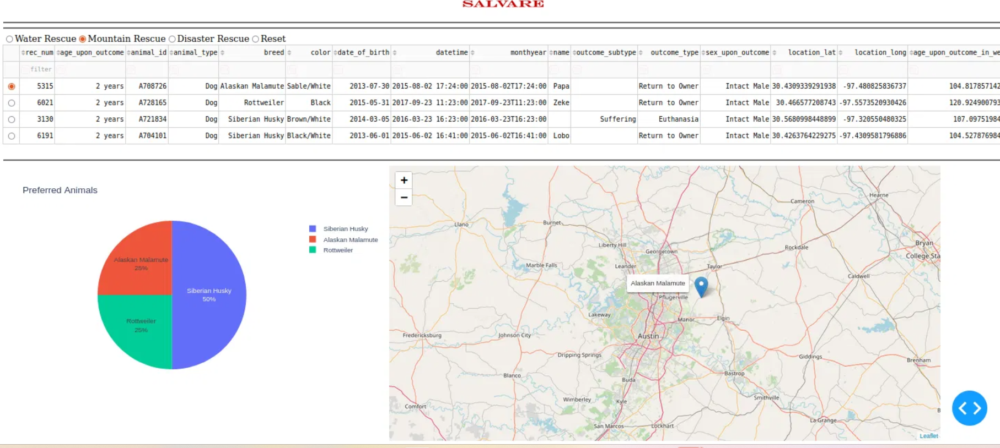 SALVARE
Water Rescue Mountain Rescue Disaster Rescue Reset
rec_num age_upon_outcome animal_id animal_type breed color date_of_birth datetime monthyear name outcome_subtype outcome_type sex_upon_outcome location_lat location_long age_upon_outcome_in_we
filter
5315 2 years A708726 Dog Alaskan Malamute Sable/White 2013-07-30 2015-08-02 17:24:00 2015-08-02T17:24:00 Papa Return to Owner Intact Male 30.4309339291938 -97.480825836737 104.817857142
6021 2 years A728165 Dog Rottweiler Black 2015-05-31 2017-09-23 11:23:00 2017-09-23T11:23:00 Zeke Return to Owner Intact Male 30.466577208743 -97.5573520930426 120.924900793
3130 2 years A721834 Dog Siberian Husky Brown/White 2014-03-05 2016-03-23 16:23:00 2016-03-23T16:23:00 Suffering Euthanasia Intact Male 30.5680998448899 -97.320550480325 107.09751984
6191 2 years A704101 Dog Siberian Husky Black/White 2013-06-01 2015-06-02 16:41:00 2015-06-02T16:41:00 Lobo Return to Owner Intact Male 30.4263764229275 -97.4309581796886 104.527876984
Preferred Animals
Siberian Husky
Alaskan Malamute
Rottweiler
Alaskan Malamute
25%
Siberian Husky
50%
Rottweiler
25%
+
−
Hearne
Cameron
Llano
Burnet
Liberty Hill
Bryan
Rockdale
Georgetown
College Sta
Marble Falls
Leander
Taylor
Caldwell
Alaskan Malamute
Pflugerville
Lakeway
Manor
Elgin
Fredericksburg
Johnson City
Austin
Dripping Springs
Giddings
Brenham
Blanco
Bastrop
Buda
Wimberley
Kyle
Smithville
Comfort
B
La Grange
San Marcos
Lockhart
Leaflet